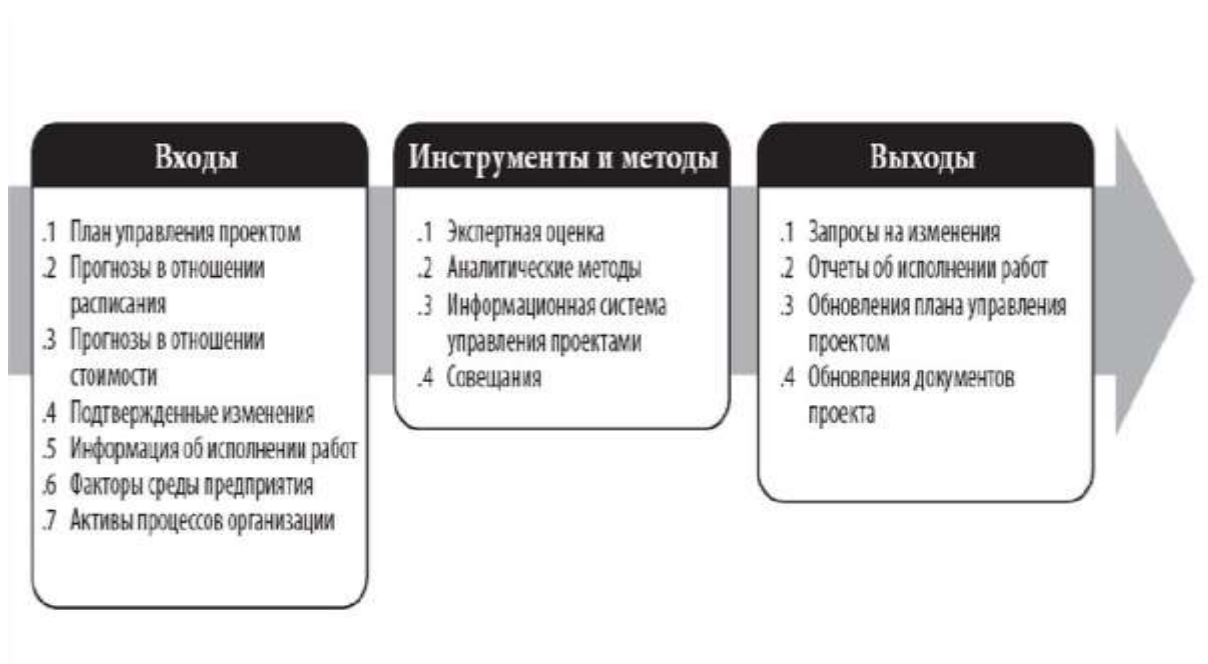 Входы
.1 План управления проектом
.2 Прогнозы в отношении
расписания
.3 Прогнозы в отношении
стоимости
.4 Подтвержденные изменения
.5 Информация об исполнении работ
.6 Факторы среды предприятия
.7 Активы процессов организации
Инструменты и методы
.1 Экспертная оценка
.2 Аналитические методы
.3 Информационная система
управления проектами
.4 Совещания
Выходы
.1 Запросы на изменения
.2 Отчеты об исполнении работ
.3 Обновления плана управления
проектом
.4 Обновления документов
проекта